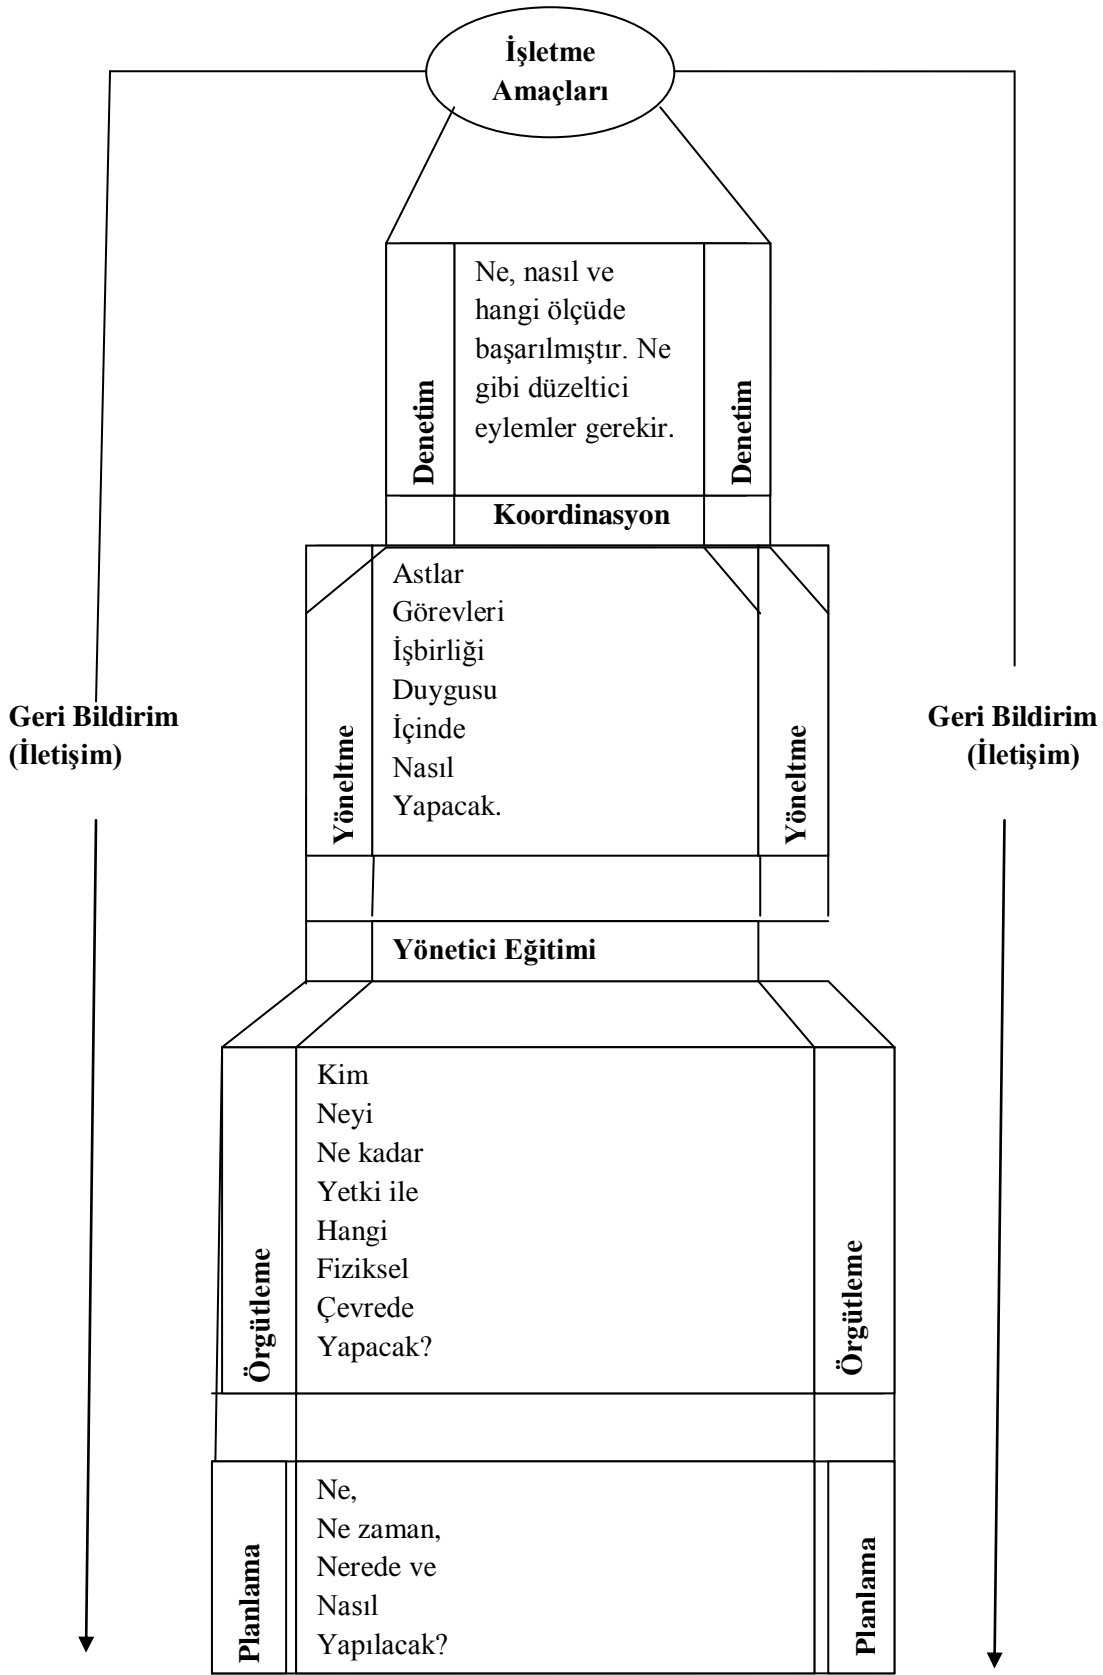 İşletme
Amaçları
Ne, nasıl ve
hangi ölçüde
başarılmıştır. Ne
gibi düzeltici
eylemler gerekir.
Denetim
Denetim
Koordinasyon
Astlar
Görevleri
İşbirliği
Duygusu
İçinde
Nasıl
Yapacak.
Yöneltme
Yöneltme
Geri Bildirim
(İletişim)
Geri Bildirim
(İletişim)
Yönetici Eğitimi
Kim
Neyi
Ne kadar
Yetki ile
Hangi
Fiziksel
Çevrede
Yapacak?
Örgütleme
Örgütleme
Ne,
Ne zaman,
Nerede ve
Nasıl
Yapılacak?
Planlama
Planlama